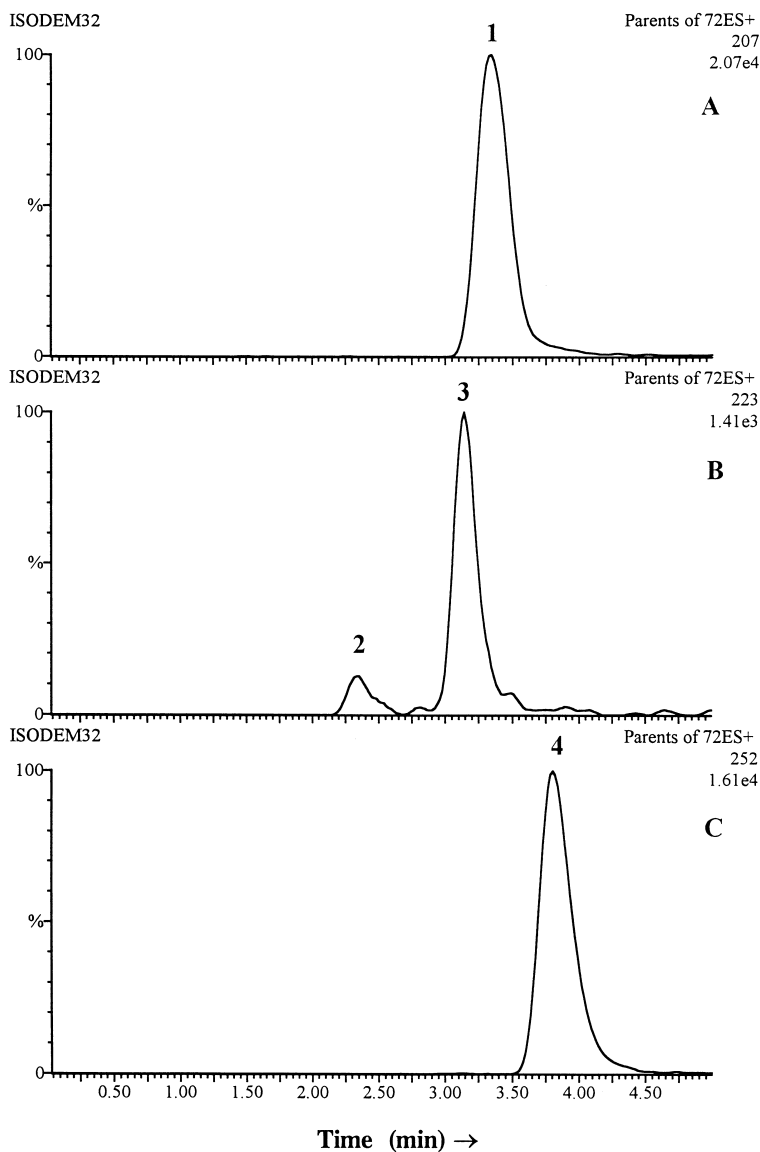 ISODEM32
Parents of 72ES+
207
2.07e4
1
A
100
%
0
ISODEM32
Parents of 72ES+
223
1.41e3
3
B
100
%
2
0
ISODEM32
Parents of 72ES+
252
1.61e4
4
C
100
%
0
0.50 1.00 1.50 2.00 2.50 3.00 3.50 4.00 4.50
Time (min) →